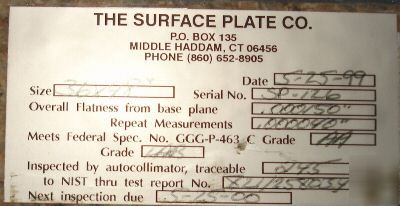 THE SURFACE PLATE CO.
P.O. BOX 135
MIDDLE HADDAM, CT 06456
PHONE (860) 652-8905
Date 5-25-99
Size 36x48 Serial No. SP-126
Overall Flatness from base plane .000150"
Repeat Measurements .000040"
Meets Federal Spec. No. GGG-P-463 C Grade AA
Grade
Inspected by autocollimator, traceable
to NIST thru test report No.
Next inspection due 5-25-00